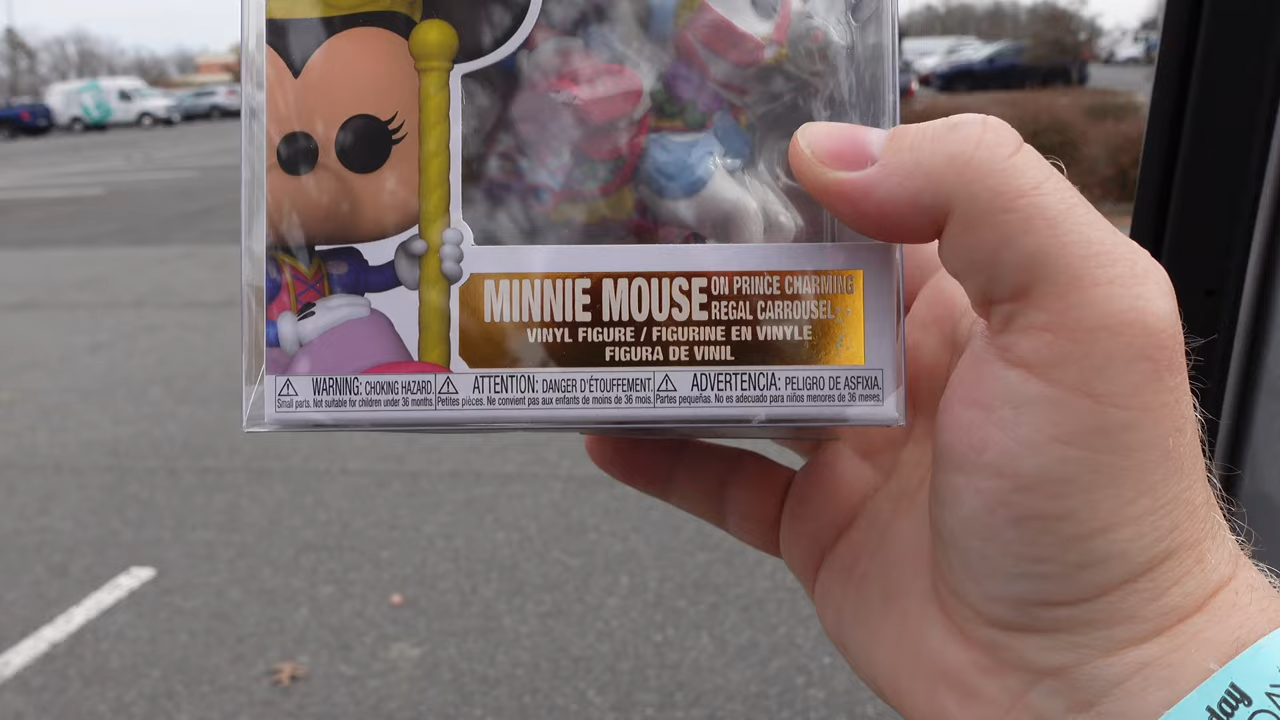 MINNIE MOUSE ON PRINCE CHARMING
REGAL CARROUSEL
VINYL FIGURE / FIGURINE EN VINYLE
FIGURA DE VINIL
WARNING: CHOKING HAZARD.
Small parts. Not suitable for children under 36 months.
ATTENTION: DANGER D'ÉTOUFFEMENT.
Petites pièces. Ne convient pas aux enfants de moins de 36 mois.
ADVERTENCIA: PELIGRO DE ASFIXIA.
Partes pequeñas. No es adecuado para niños menores de 36 meses.